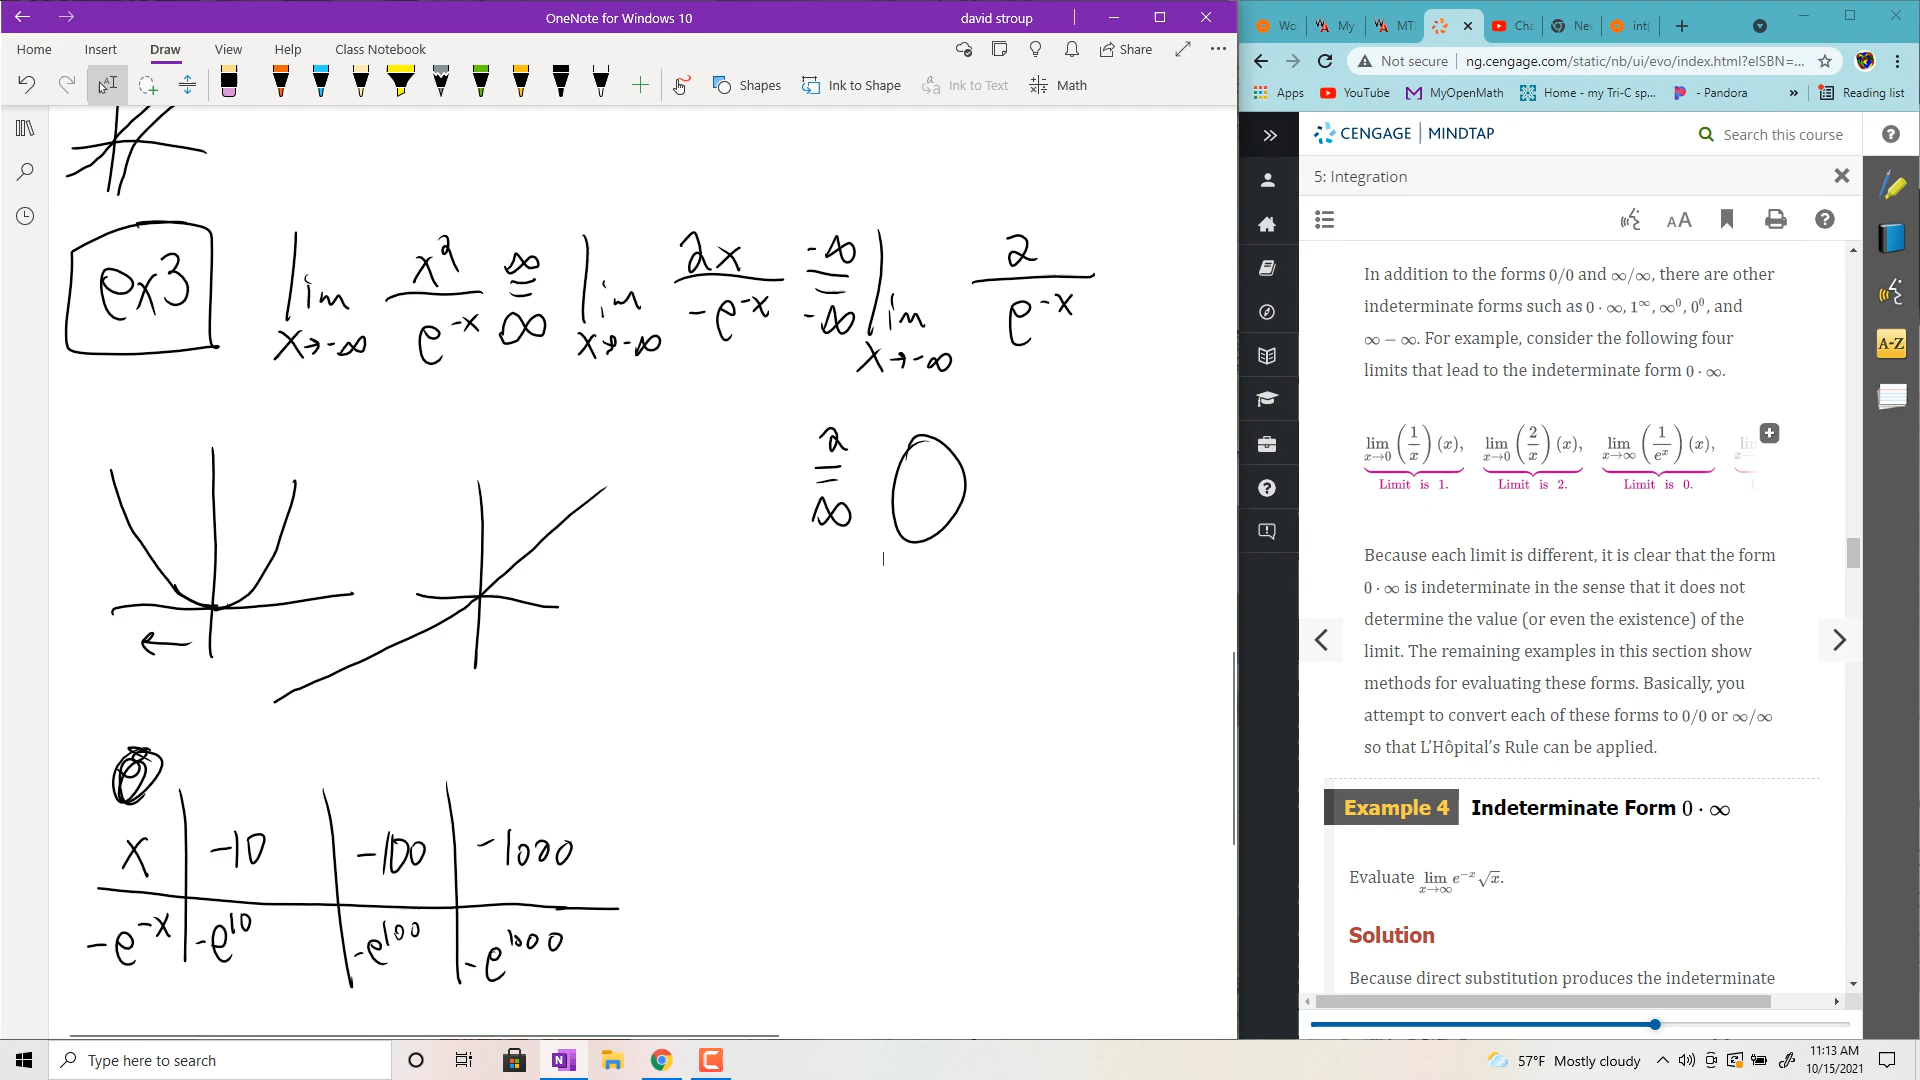 OneNote for Windows 10
david stroup
Home Insert Draw View Help Class Notebook
Share
Shapes
Ink to Shape
Ink to Text
Math
ex3
lim x→-∞ x² / e^-x
∞ = ∞
lim x→-∞ 2x / -e^-x
-∞ = -∞
lim x→-∞ 2 / e^-x
2 = ∞ 0
x -10 -100 -1000
-e^-x -e^10 -e^100 -e^1000
Type here to search
Wo My MT Cha Nev int(
Not secure ng.cengage.com/static/nb/ui/evo/index.html?eISBN=...
Apps YouTube MyOpenMath Home - my Tri-C sp... - Pandora » Reading list
CENGAGE | MINDTAP
Search this course
5: Integration
AA
A-Z
In addition to the forms 0/0 and ∞/∞, there are other
indeterminate forms such as 0 · ∞, 1^∞, ∞^0, 0^0, and
∞ − ∞. For example, consider the following four
limits that lead to the indeterminate form 0 · ∞.
lim x→0 (1/x)(x), lim x→0 (2/x)(x), lim x→∞ (1/e^x)(x),
Limit is 1. Limit is 2. Limit is 0.
Because each limit is different, it is clear that the form
0 · ∞ is indeterminate in the sense that it does not
determine the value (or even the existence) of the
limit. The remaining examples in this section show
methods for evaluating these forms. Basically, you
attempt to convert each of these forms to 0/0 or ∞/∞
so that L’Hôpital’s Rule can be applied.
Example 4 Indeterminate Form 0 · ∞
Evaluate lim x→∞ e^-x √x.
Solution
Because direct substitution produces the indeterminate
57°F Mostly cloudy
11:13 AM
10/15/2021